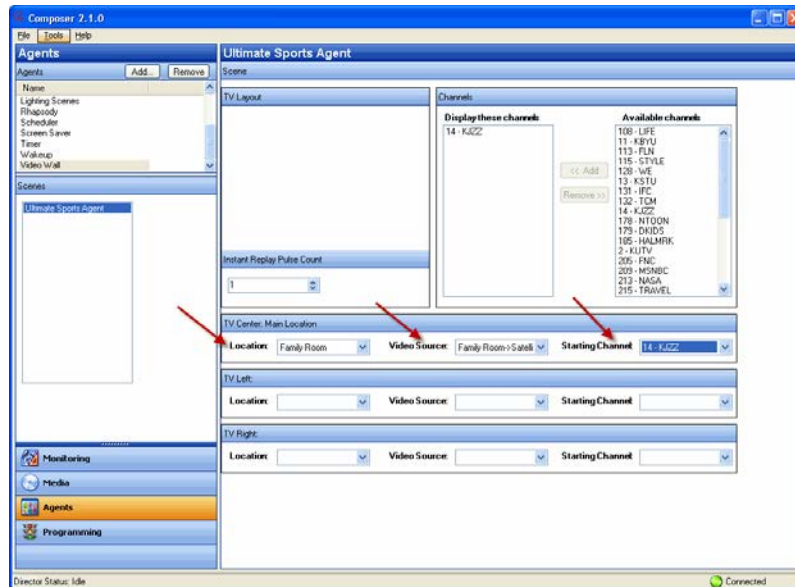 Composer 2.1.0
File Tools Help
Agents
Agents Add... Remove
Name
Lighting Scenes
Rhapsody
Scheduler
Screen Saver
Timer
Wakeup
Video Wall
Scenes
Ultimate Sports Agent
Monitoring
Media
Agents
Programming
Ultimate Sports Agent
Scene
TV Layout
Instant Replay Pulse Count
1
Channels
Display these channels
14 - KJZZ
<< Add
Remove >>
Available channels
108 - LIFE
11 - KBYU
113 - FLN
115 - STYLE
128 - WE
13 - KSTU
131 - IFC
132 - TCM
14 - KJZZ
178 - NTOON
179 - DKIDS
185 - HALMRK
2 - KUTV
205 - FNC
209 - MSNBC
213 - NASA
215 - TRAVEL
TV Center: Main Location
Location: Family Room Video Source: Family Room->Satelli Starting Channel: 14 - KJZZ
TV Left:
Location: Video Source: Starting Channel:
TV Right:
Location: Video Source: Starting Channel:
Director Status: Idle Connected